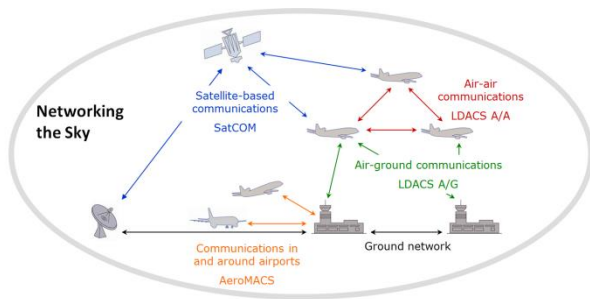 Networking
the Sky
Satellite-based
communications
SatCOM
Air-air
communications
LDACS A/A
Air-ground communications
LDACS A/G
Communications in
and around airports
AeroMACS
Ground network